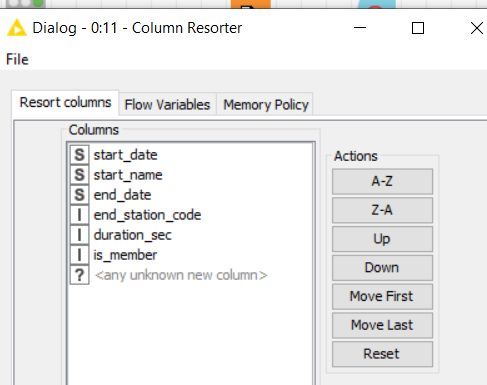 Dialog - 0:11 - Column Resorter
File
Resort columns Flow Variables Memory Policy
Columns
S start_date
S start_name
S end_date
I end_station_code
I duration_sec
I is_member
? <any unknown new column>
Actions
A-Z
Z-A
Up
Down
Move First
Move Last
Reset